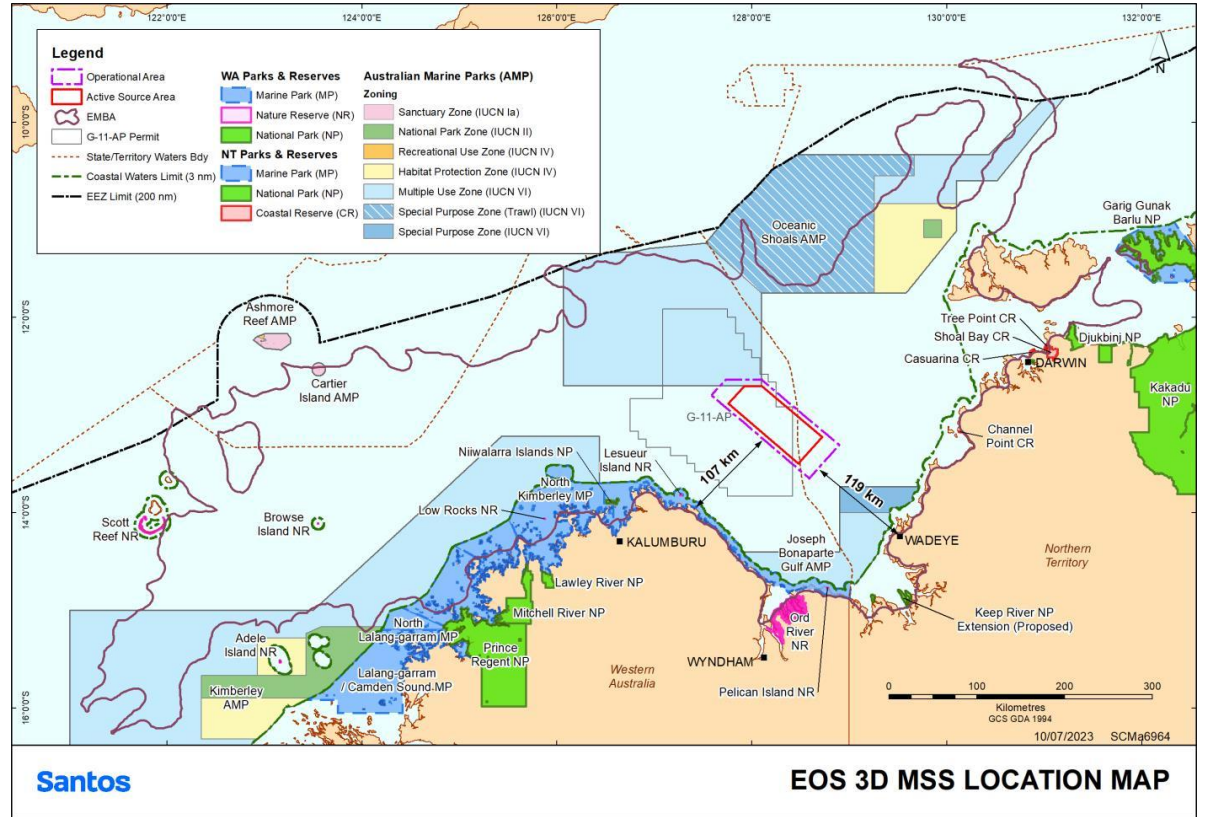 122°0'0"E
124°0'0"E
126°0'0"E
128°0'0"E
130°0'0"E
132°0'0"E
10°0'0"S
12°0'0"S
14°0'0"S
16°0'0"S
N
Legend
Operational Area
Active Source Area
EMBA
G-11-AP Permit
State/Territory Waters Bdy
Coastal Waters Limit (3 nm)
EEZ Limit (200 nm)
WA Parks & Reserves
Marine Park (MP)
Nature Reserve (NR)
National Park (NP)
NT Parks & Reserves
Marine Park (MP)
National Park (NP)
Coastal Reserve (CR)
Australian Marine Parks (AMP)
Zoning
Sanctuary Zone (IUCN Ia)
National Park Zone (IUCN II)
Recreational Use Zone (IUCN IV)
Habitat Protection Zone (IUCN IV)
Multiple Use Zone (IUCN VI)
Special Purpose Zone (Trawl) (IUCN VI)
Special Purpose Zone (IUCN VI)
Oceanic
Shoals AMP
Garig Gunak
Barlu NP
Ashmore
Reef AMP
Cartier
Island AMP
Tree Point CR
Shoal Bay CR
Casuarina CR
Djukbinj NP
DARWIN
Kakadu
NP
G-11-AP
Channel
Point CR
107 km
119 km
Niiwalarra Islands NP
Lesueur
Island NR
North
Kimberley MP
Low Rocks NR
Scott
Reef NR
Browse
Island NR
KALUMBURU
Joseph
Bonaparte
Gulf AMP
WADEYE
Northern
Territory
Lawley River NP
Mitchell River NP
Keep River NP
Extension (Proposed)
North
Lalang-garram MP
Adele
Island NR
Prince
Regent NP
Ord
River
NR
Lalang-garram
/ Camden Sound MP
WYNDHAM
Western
Australia
Pelican Island NR
Kimberley
AMP
0
100
200
300
Kilometres
GCS GDA 1994
10/07/2023
SCMa6964
Santos
EOS 3D MSS LOCATION MAP